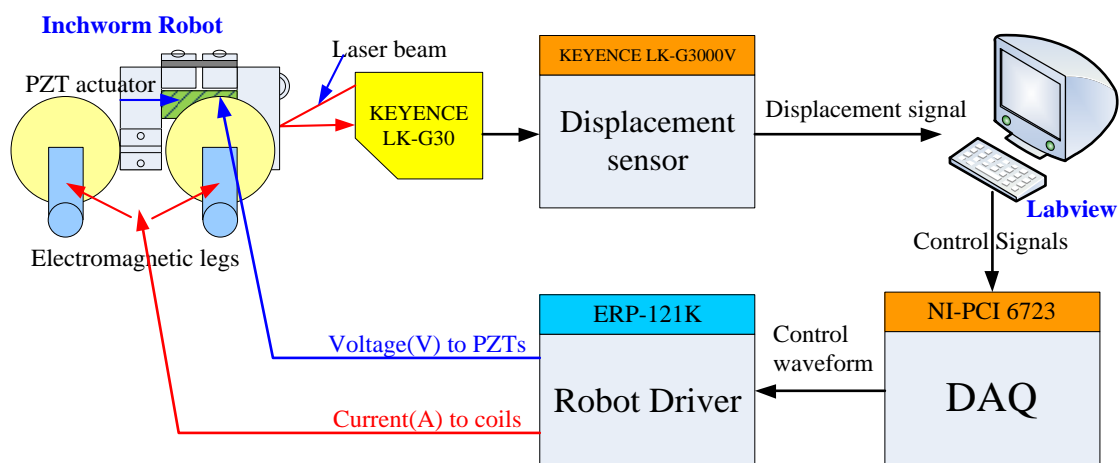 Inchworm Robot
PZT actuator
Laser beam
KEYENCE
LK-G30
KEYENCE LK-G3000V
Displacement
sensor
Displacement signal
Labview
Control Signals
Electromagnetic legs
Voltage(V) to PZTs
Current(A) to coils
ERP-121K
Robot Driver
Control
waveform
NI-PCI 6723
DAQ